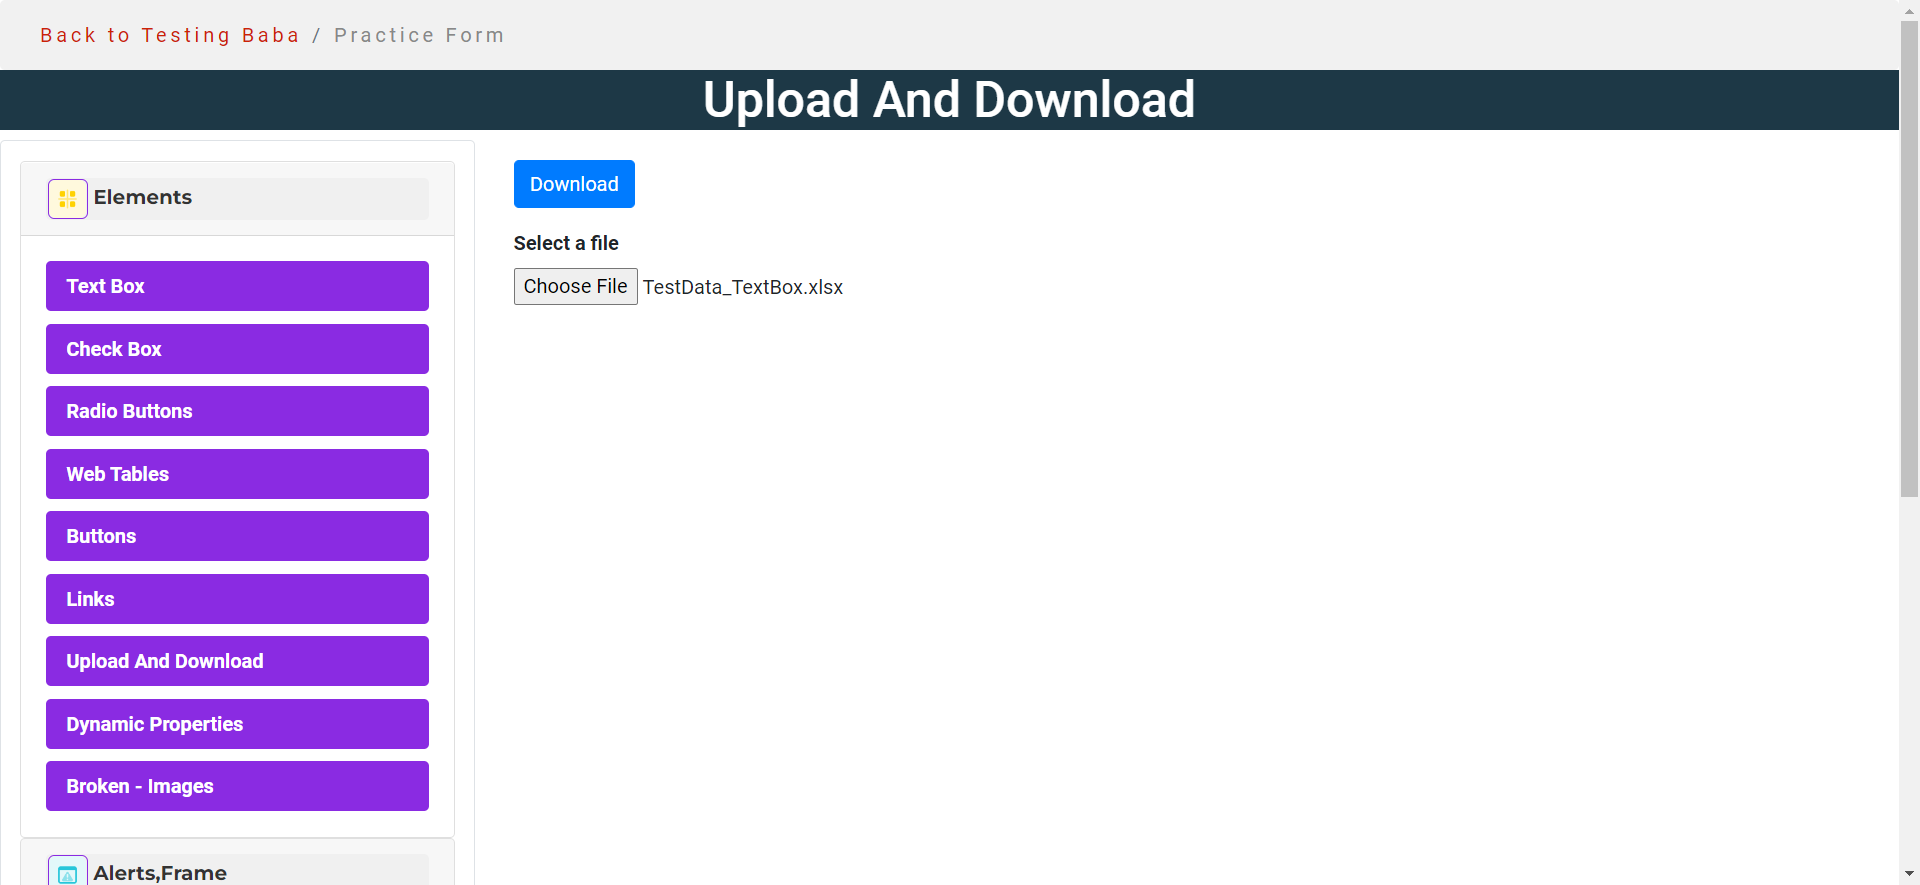 Back to Testing Baba / Practice Form
Upload And Download
Elements
Text Box
Check Box
Radio Buttons
Web Tables
Buttons
Links
Upload And Download
Dynamic Properties
Broken - Images
Alerts,Frame
Download
Select a file
Choose File TestData_TextBox.xlsx